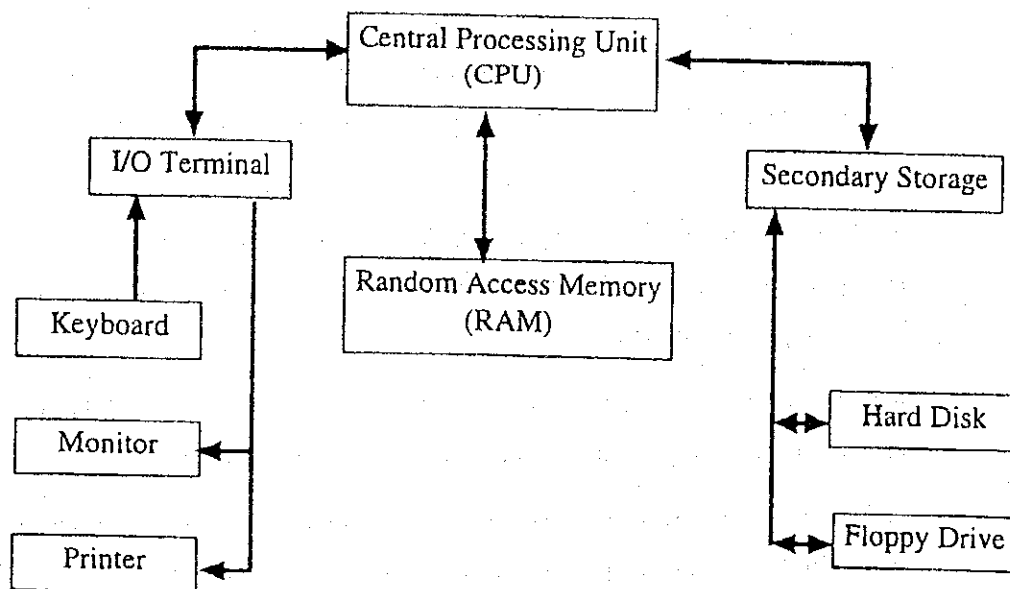 Central Processing Unit
(CPU)
I/O Terminal
Secondary Storage
Random Access Memory
(RAM)
Keyboard
Hard Disk
Monitor
Floppy Drive
Printer